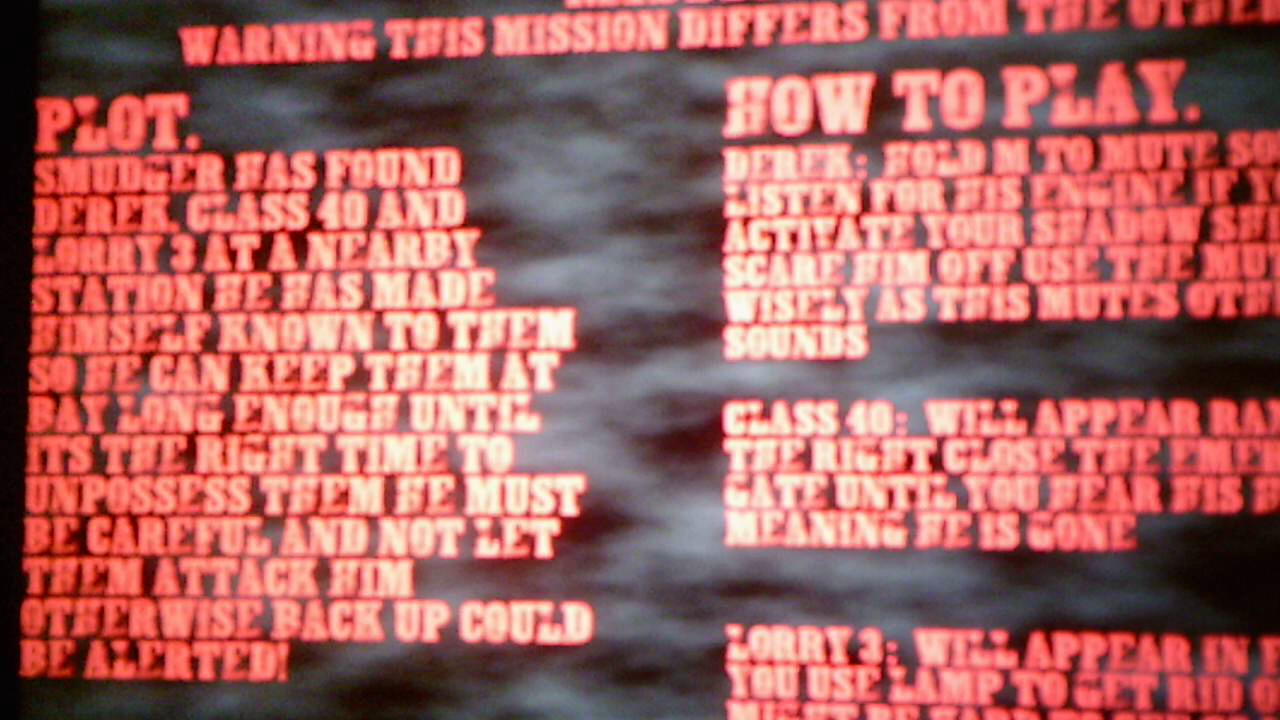 WARNING THIS MISSION DIFFERS FROM THE
PLOT.
SMUDGER HAS FOUND
DEREK, CLASS 40 AND
LORRY 3 AT A NEARBY
STATION HE HAS MADE
HIMSELF KNOWN TO THEM
SO HE CAN KEEP THEM AT
BAY LONG ENOUGH UNTIL
ITS THE RIGHT TIME TO
UNPOSSESS THEM HE MUST
BE CAREFUL AND NOT LET
THEM ATTACK HIM
OTHERWISE BACK UP COULD
BE ALERTED!
HOW TO PLAY.
DEREK: HOLD M TO MUTE
LISTEN FOR HIS ENGINE IF
ACTIVATE YOUR SHADOW
SCARE HIM OFF USE THE
WISELY AS THIS MUTES
SOUNDS
CLASS 40: WILL APPEAR
THE RIGHT CLOSE THE
GATE UNTIL YOU HEAR HIS
MEANING HE IS GONE
LORRY 3: WILL APPEAR IN
YOU USE LAMP TO GET RID
MIGHT BE